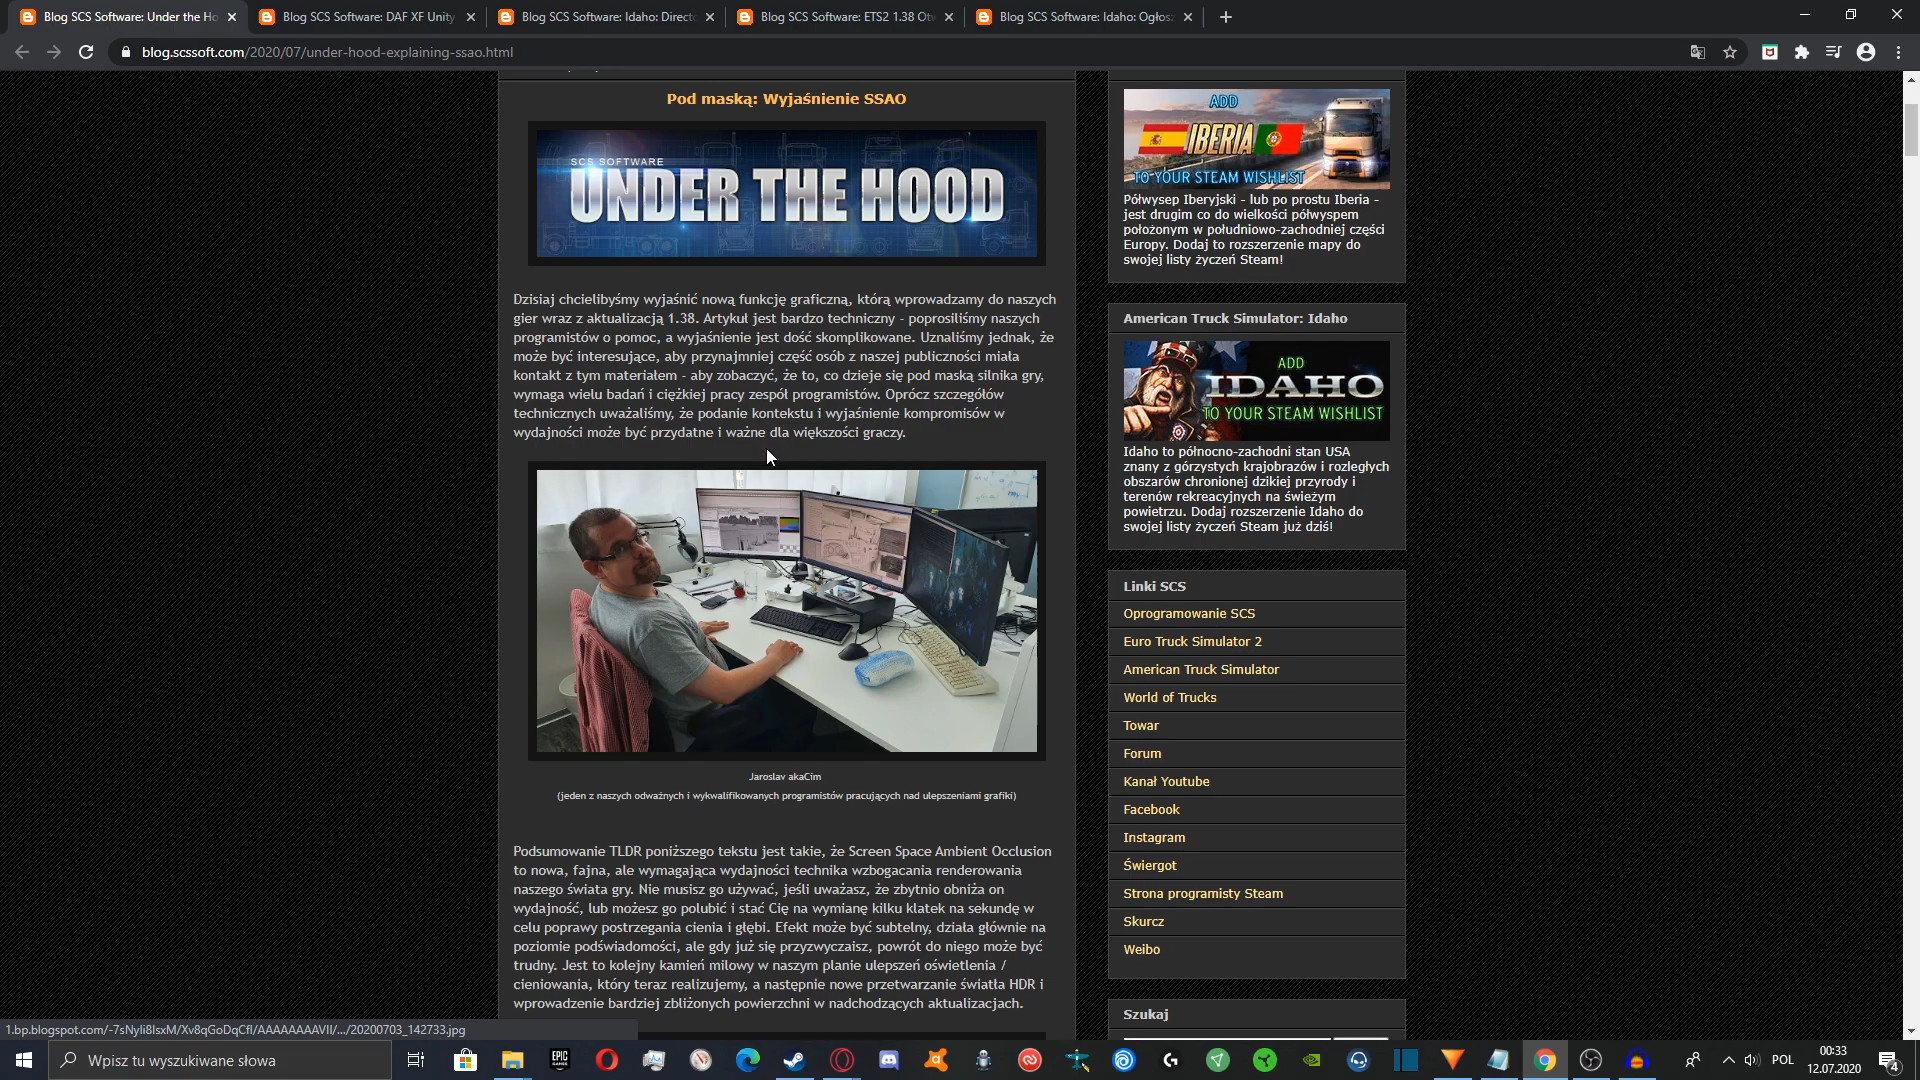 Blog SCS Software: Under the Ho
Blog SCS Software: DAF XF Unity
Blog SCS Software: Idaho: Directo
Blog SCS Software: ETS2 1.38 Otw
Blog SCS Software: Idaho: Ogłosz
blog.scssoft.com/2020/07/under-hood-explaining-ssao.html
Pod maską: Wyjaśnienie SSAO
SCS SOFTWARE
UNDER THE HOOD
Dzisiaj chcielibyśmy wyjaśnić nową funkcję graficzną, którą wprowadzamy do naszych
gier wraz z aktualizacją 1.38. Artykuł jest bardzo techniczny - poprosiliśmy naszych
programistów o pomoc, a wyjaśnienie jest dość skomplikowane. Uznaliśmy jednak, że
może być interesujące, aby przynajmniej część osób z naszej publiczności miała
kontakt z tym materiałem - aby zobaczyć, że to, co dzieje się pod maską silnika gry,
wymaga wielu badań i ciężkiej pracy zespół programistów. Oprócz szczegółów
technicznych uważaliśmy, że podanie kontekstu i wyjaśnienie kompromisów w
wydajności może być przydatne i ważne dla większości graczy.
Jaroslav akaCim
(jeden z naszych odważnych i wykwalifikowanych programistów pracujących nad ulepszeniami grafiki)
Podsumowanie TLDR poniższego tekstu jest takie, że Screen Space Ambient Occlusion
to nowa, fajna, ale wymagająca wydajności technika wzbogacania renderowania
naszego świata gry. Nie musisz go używać, jeśli uważasz, że zbytnio obniża on
wydajność, lub możesz go polubić i stać Cię na wymianę kilku klatek na sekundę w
celu poprawy postrzegania cienia i głębi. Efekt może być subtelny, działa głównie na
poziomie podświadomości, ale gdy już się przyzwyczaisz, powrót do niego może być
trudny. Jest to kolejny kamień milowy w naszym planie ulepszeń oświetlenia /
cieniowania, który teraz realizujemy, a następnie nowe przetwarzanie światła HDR i
wprowadzenie bardziej zbliżonych powierzchni w nadchodzących aktualizacjach.
ADD
IBERIA
TO YOUR STEAM WISHLIST
Półwysep Iberyjski - lub po prostu Iberia -
jest drugim co do wielkości półwyspem
położonym w południowo-zachodniej części
Europy. Dodaj to rozszerzenie mapy do
swojej listy życzeń Steam!
American Truck Simulator: Idaho
ADD
IDAHO
TO YOUR STEAM WISHLIST
Idaho to północno-zachodni stan USA
znany z górzystych krajobrazów i rozległych
obszarów chronionej dzikiej przyrody i
terenów rekreacyjnych na świeżym
powietrzu. Dodaj rozszerzenie Idaho do
swojej listy życzeń Steam już dziś!
Linki SCS
Oprogramowanie SCS
Euro Truck Simulator 2
American Truck Simulator
World of Trucks
Towar
Forum
Kanał Youtube
Facebook
Instagram
Świergot
Strona programisty Steam
Skurcz
Weibo
Szukaj
1.bp.blogspot.com/-7sNyli8lsxM/Xv8qGoDqCfI/AAAAAAAAVII/.../20200703_142733.jpg
Wpisz tu wyszukiwane słowa
EPIC
GAMES
POL
00:33
12.07.2020
4